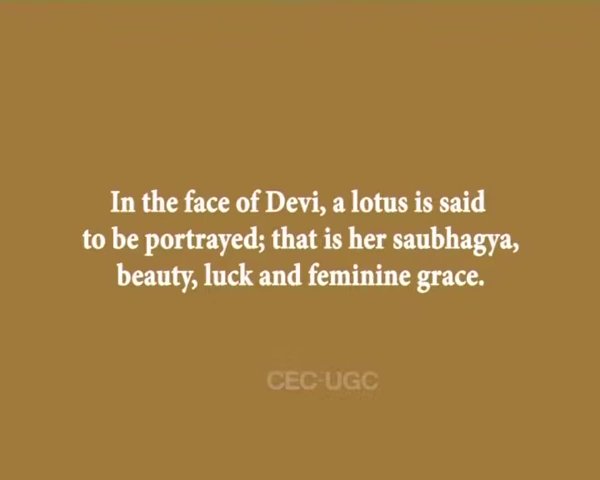 In the face of Devi, a lotus is said
to be portrayed; that is her saubhagya,
beauty, luck and feminine grace.
CEC-UGC